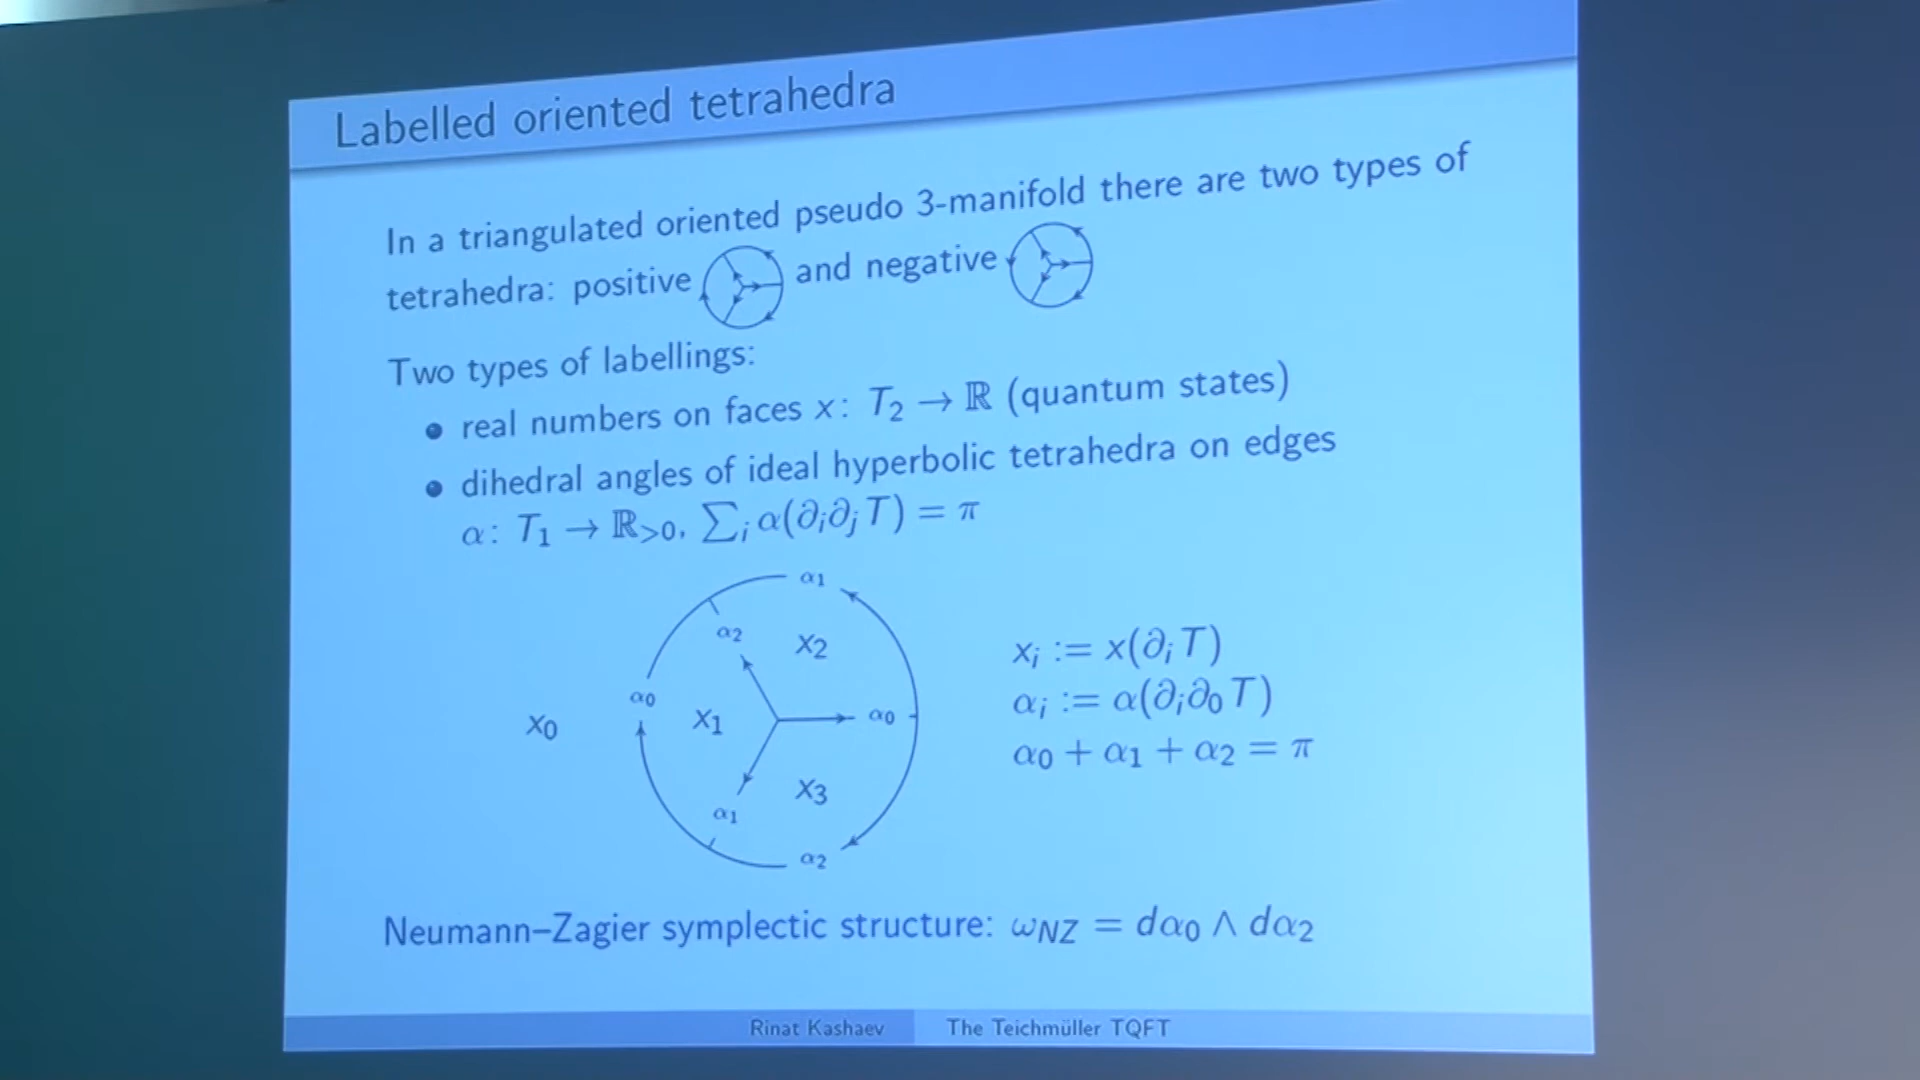 Labelled oriented tetrahedra
In a triangulated oriented pseudo 3-manifold there are two types of
tetrahedra: positive and negative
Two types of labellings:
• real numbers on faces x: T₂ → ℝ (quantum states)
• dihedral angles of ideal hyperbolic tetrahedra on edges
α: T₁ → ℝ>0, ∑ᵢ α(∂ᵢ∂ⱼT) = π
α₁
α₂ x₂
α₀
x₀ x₁ α₀
x₃
α₁
α₂
xᵢ := x(∂ᵢT)
αᵢ := α(∂ᵢ∂₀T)
α₀ + α₁ + α₂ = π
Neumann–Zagier symplectic structure: ω_NZ = dα₀ ∧ dα₂
Rinat Kashaev The Teichmüller TQFT